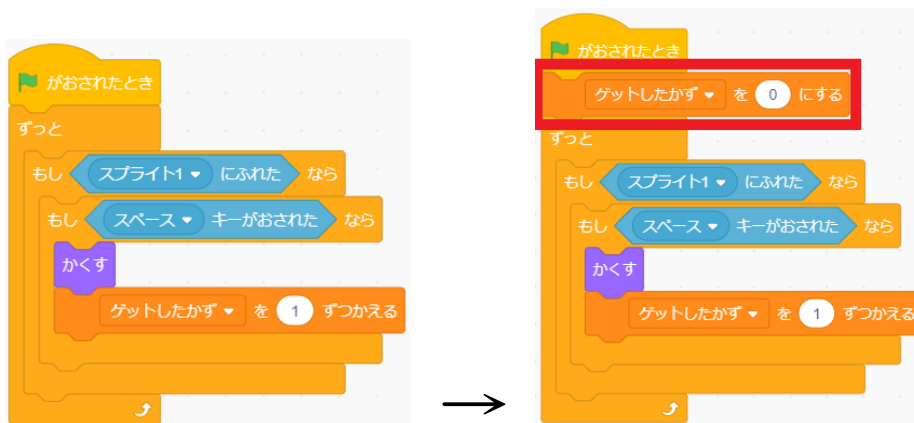 がおされたとき
ずっと
もし スプライト1 にふれた なら
もし スペース キーがおされた なら
かくす
ゲットしたかず を 1 ずつかえる
がおされたとき
ゲットしたかず を 0 にする
ずっと
もし スプライト1 にふれた なら
もし スペース キーがおされた なら
かくす
ゲットしたかず を 1 ずつかえる